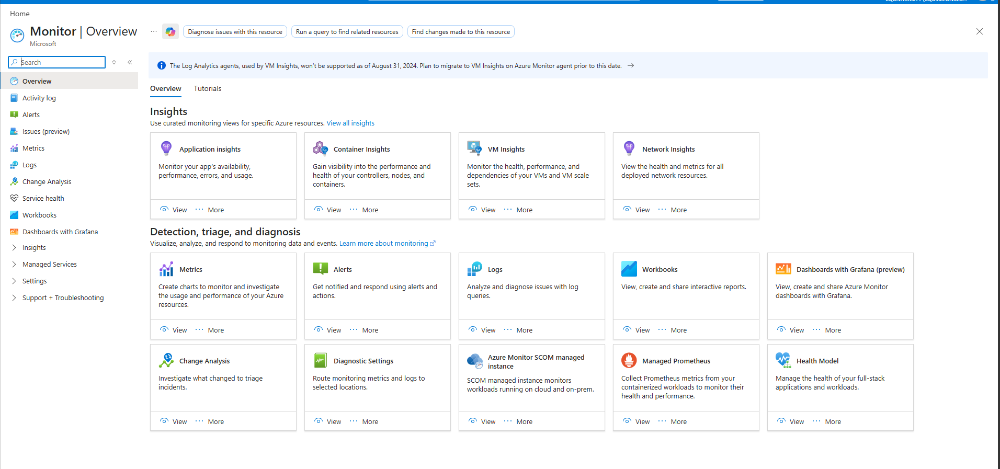 Home
Monitor | Overview
Microsoft
Diagnose issues with this resource
Run a query to find related resources
Find changes made to this resource
Search
Overview
Activity log
Alerts
Issues (preview)
Metrics
Logs
Change Analysis
Service health
Workbooks
Dashboards with Grafana
Insights
Managed Services
Settings
Support + Troubleshooting
The Log Analytics agents, used by VM Insights, won't be supported as of August 31, 2024. Plan to migrate to VM Insights on Azure Monitor agent prior to this date. →
Overview
Tutorials
Insights
Use curated monitoring views for specific Azure resources. View all insights
Application insights
Monitor your app's availability,
performance, errors, and usage.
View
More
Container Insights
Gain visibility into the performance and
health of your controllers, nodes, and
containers.
View
More
VM Insights
Monitor the health, performance, and
dependencies of your VMs and VM scale
sets.
View
More
Network Insights
View the health and metrics for all
deployed network resources.
View
More
Detection, triage, and diagnosis
Visualize, analyze, and respond to monitoring data and events. Learn more about monitoring
Metrics
Create charts to monitor and investigate
the usage and performance of your Azure
resources.
View
More
Alerts
Get notified and respond using alerts and
actions.
View
More
Logs
Analyze and diagnose issues with log
queries.
View
More
Workbooks
View, create and share interactive reports.
View
More
Dashboards with Grafana (preview)
View, create and share Azure Monitor
dashboards with Grafana.
View
More
Change Analysis
Investigate what changed to triage
incidents.
View
More
Diagnostic Settings
Route monitoring metrics and logs to
selected locations.
View
More
Azure Monitor SCOM managed
instance
SCOM managed instance monitors
workloads running on cloud and on-prem.
View
More
Managed Prometheus
Collect Prometheus metrics from your
containerized workloads to monitor their
health and performance.
View
More
Health Model
Manage the health of your full-stack
applications and workloads.
View
More